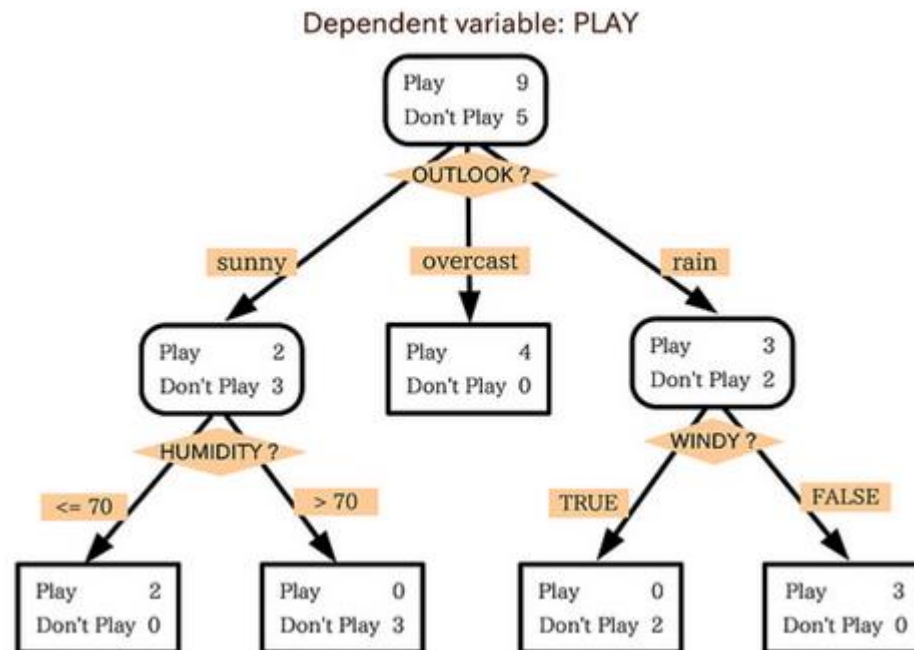 Dependent variable: PLAY
Play 9
Don't Play 5
OUTLOOK ?
sunny
overcast
rain
Play 2
Don't Play 3
Play 4
Don't Play 0
Play 3
Don't Play 2
HUMIDITY ?
WINDY ?
<= 70
> 70
TRUE
FALSE
Play 2
Don't Play 0
Play 0
Don't Play 3
Play 0
Don't Play 2
Play 3
Don't Play 0